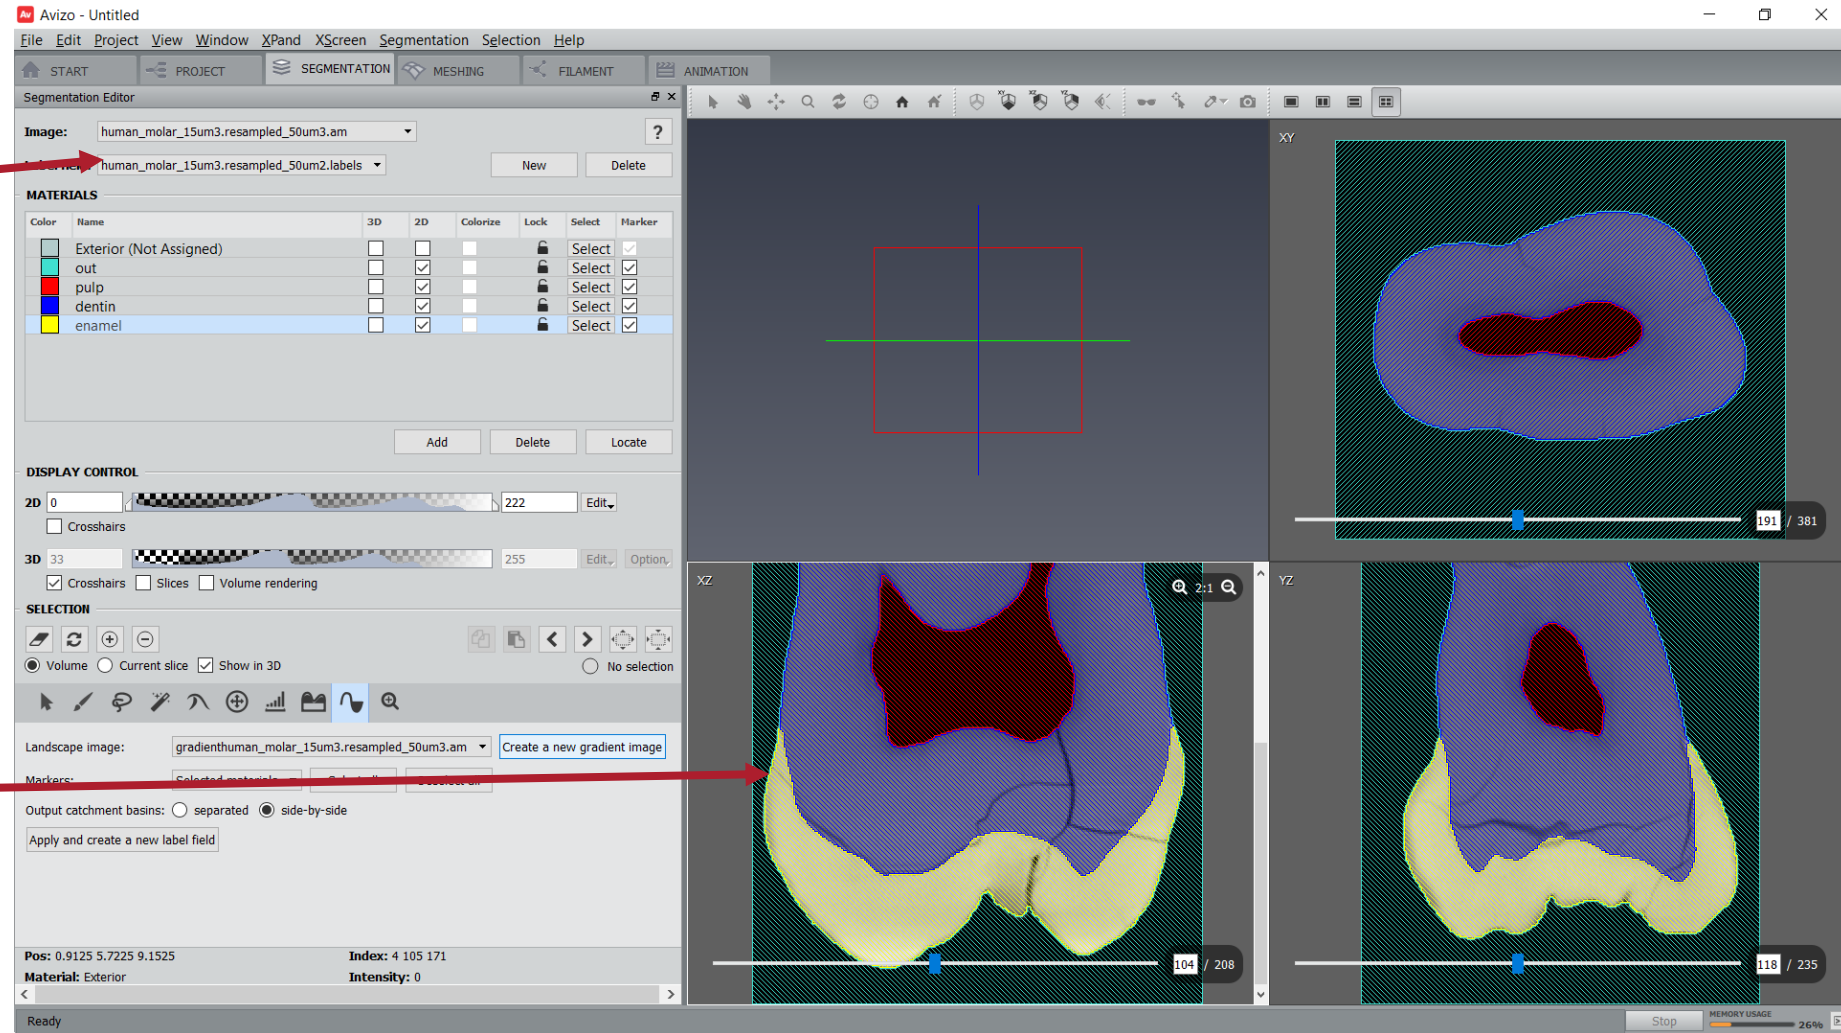 Avizo - Untitled
File Edit Project View Window XPand XScreen Segmentation Selection Help
START PROJECT SEGMENTATION MESHING FILAMENT ANIMATION
Segmentation Editor
Image: human_molar_15um3.resampled_50um3.am ?
human_molar_15um3.resampled_50um2.labels New Delete
MATERIALS
Color Name 3D 2D Colorize Lock Select Marker
Exterior (Not Assigned) Select
out Select
pulp Select
dentin Select
enamel Select
Add Delete Locate
DISPLAY CONTROL
2D 0 222 Edit
Crosshairs
3D 33 255 Edit Option
Crosshairs Slices Volume rendering
SELECTION
Volume Current slice Show in 3D No selection
Landscape image: gradienthuman_molar_15um3.resampled_50um3.am Create a new gradient image
Markers: Selected materials
Output catchment basins: separated side-by-side
Apply and create a new label field
Pos: 0.9125 5.7225 9.1525 Index: 4 105 171
Material: Exterior Intensity: 0
Ready
XY XZ YZ
XY
191 / 381
XZ
2:1
104 / 208
YZ
118 / 235
Stop MEMORY USAGE
26%